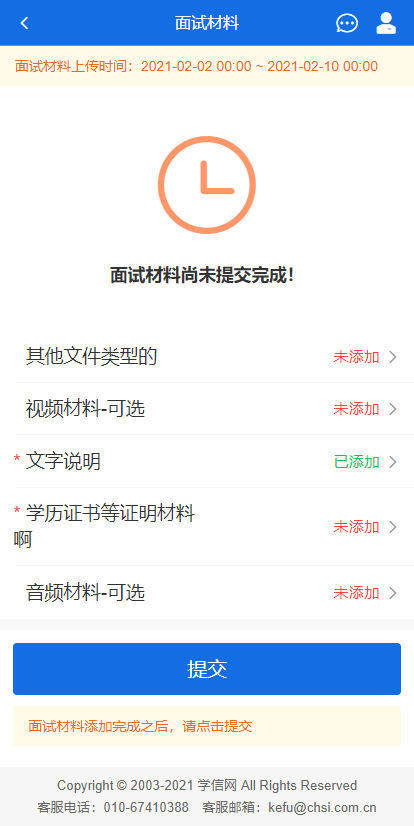 面试材料
面试材料上传时间：2021-02-02 00:00 ~ 2021-02-10 00:00
面试材料尚未提交完成！
其他文件类型的 未添加
视频材料-可选 未添加
* 文字说明 已添加
* 学历证书等证明材料
啊 未添加
音频材料-可选 未添加
提交
面试材料添加完成之后，请点击提交
Copyright © 2003-2021 学信网 All Rights Reserved
客服电话：010-67410388 客服邮箱：kefu@chsi.com.cn